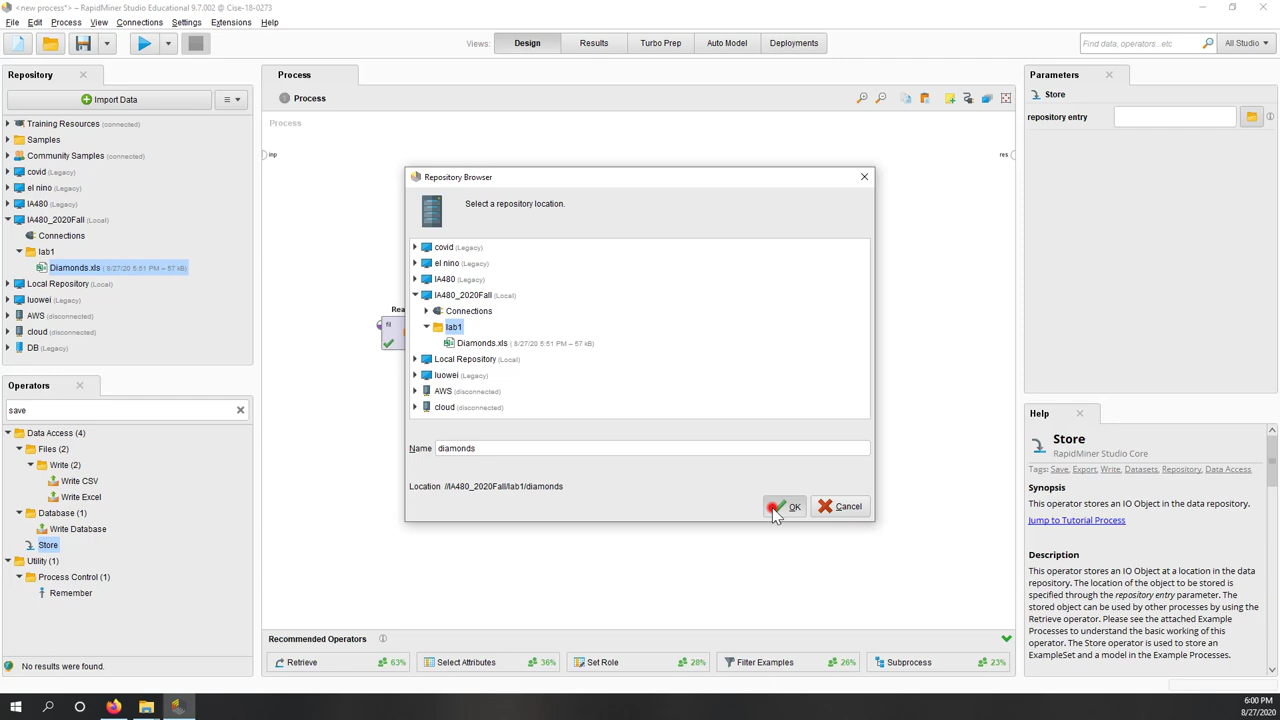 <new process*> – RapidMiner Studio Educational 9.7.002 @ Cise-18-0273
File Edit Process View Connections Settings Extensions Help
Views: Design Results Turbo Prep Auto Model Deployments
Find data, operators...etc All Studio
Repository
Import Data
Training Resources (connected)
Samples
Community Samples (connected)
covid (Legacy)
el nino (Legacy)
IA480 (Legacy)
IA480_2020Fall (Local)
Connections
lab1
Diamonds.xls (8/27/20 5:51 PM – 57 kB)
Local Repository (Local)
luowei (Legacy)
AWS (disconnected)
cloud (disconnected)
DB (Legacy)
Operators
save
Data Access (4)
Files (2)
Write (2)
Write CSV
Write Excel
Database (1)
Write Database
Store
Utility (1)
Process Control (1)
Remember
No results were found.
Process
Process
Process
inp
res
Rea
fil
Repository Browser
Select a repository location.
covid (Legacy)
el nino (Legacy)
IA480 (Legacy)
IA480_2020Fall (Local)
Connections
lab1
Diamonds.xls (8/27/20 5:51 PM – 57 kB)
Local Repository (Local)
luowei (Legacy)
AWS (disconnected)
cloud (disconnected)
Name diamonds
Location //IA480_2020Fall/lab1/diamonds
OK Cancel
Recommended Operators
Retrieve 63% Select Attributes 36% Set Role 28% Filter Examples 26% Subprocess 23%
Parameters
Store
repository entry
Help
Store
RapidMiner Studio Core
Tags: Save, Export, Write, Datasets, Repository, Data Access
Synopsis
This operator stores an IO Object in the data repository.
Jump to Tutorial Process
Description
This operator stores an IO Object at a location in the data
repository. The location of the object to be stored is
specified through the repository entry parameter. The
stored object can be used by other processes by using the
Retrieve operator. Please see the attached Example
Processes to understand the basic working of this
operator. The Store operator is used to store an
ExampleSet and a model in the Example Processes.
6:00 PM
8/27/2020